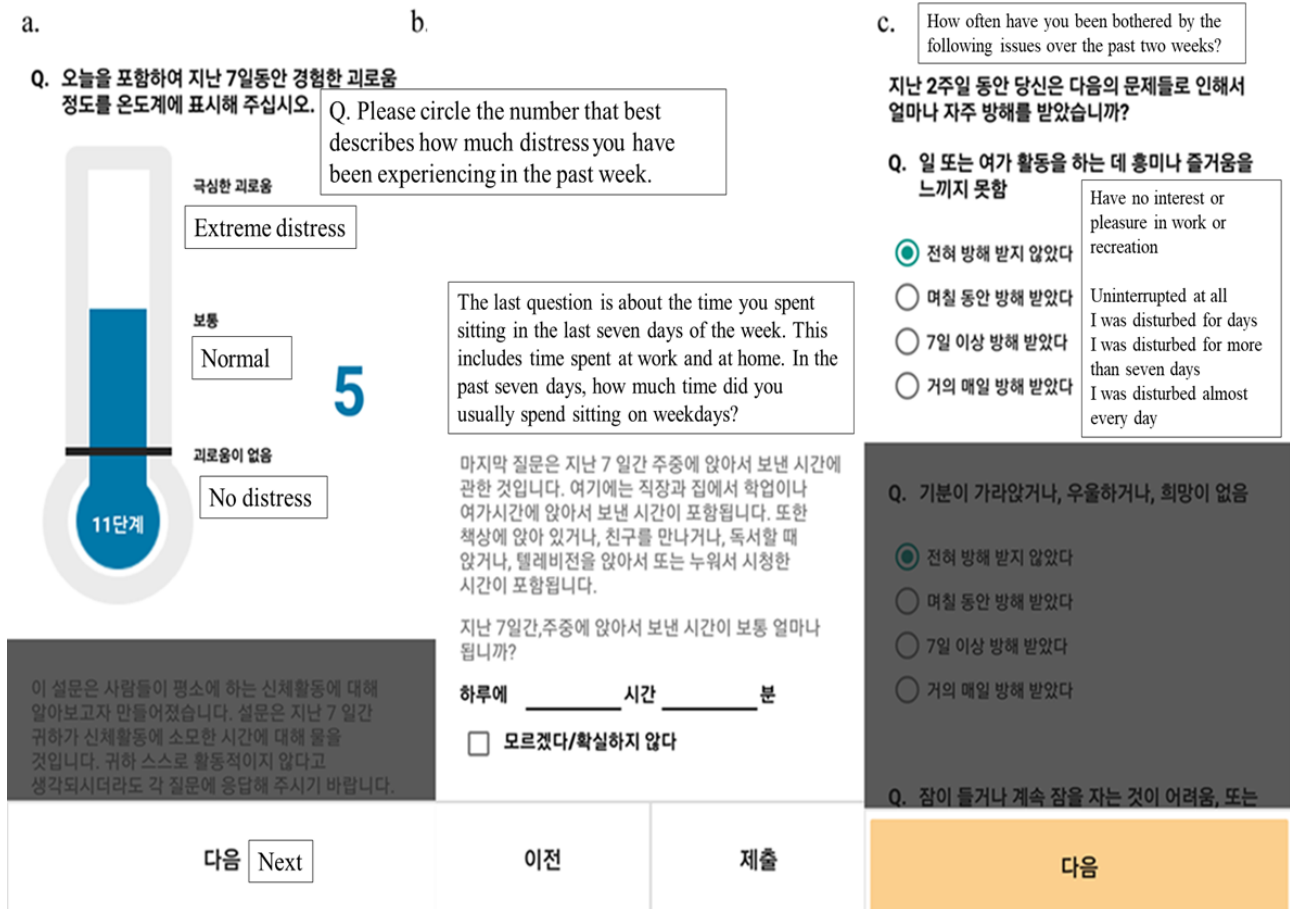 a.
Q. 오늘을 포함하여 지난 7일동안 경험한 괴로움
정도를 온도계에 표시해 주십시오.
Q. Please circle the number that best
describes how much distress you have
been experiencing in the past week.
극심한 괴로움
Extreme distress
보통
Normal
5
괴로움이 없음
No distress
11단계
이 설문은 사람들이 평소에 하는 신체활동에 대해
알아보고자 만들어졌습니다. 설문은 지난 7 일간
귀하가 신체활동에 소모한 시간에 대해 물을
것입니다. 귀하 스스로 활동적이지 않다고
생각되시더라도 각 질문에 응답해 주시기 바랍니다.
다음
Next
b.
The last question is about the time you spent
sitting in the last seven days of the week. This
includes time spent at work and at home. In the
past seven days, how much time did you
usually spend sitting on weekdays?
마지막 질문은 지난 7 일간 주중에 앉아서 보낸 시간에
관한 것입니다. 여기에는 직장과 집에서 학업이나
여가시간에 앉아서 보낸 시간이 포함됩니다. 또한
책상에 앉아 있거나, 친구를 만나거나, 독서할 때
앉거나, 텔레비전을 앉아서 또는 누워서 시청한
시간이 포함됩니다.
지난 7일간,주중에 앉아서 보낸 시간이 보통 얼마나
됩니까?
하루에 ________ 시간 ________ 분
모르겠다/확실하지 않다
이전
제출
c.
How often have you been bothered by the
following issues over the past two weeks?
지난 2주일 동안 당신은 다음의 문제들로 인해서
얼마나 자주 방해를 받았습니까?
Q. 일 또는 여가 활동을 하는 데 흥미나 즐거움을
느끼지 못함
Have no interest or
pleasure in work or
recreation
전혀 방해 받지 않았다
며칠 동안 방해 받았다
7일 이상 방해 받았다
거의 매일 방해 받았다
Uninterrupted at all
I was disturbed for days
I was disturbed for more
than seven days
I was disturbed almost
every day
Q. 기분이 가라앉거나, 우울하거나, 희망이 없음
전혀 방해 받지 않았다
며칠 동안 방해 받았다
7일 이상 방해 받았다
거의 매일 방해 받았다
Q. 잠이 들거나 계속 잠을 자는 것이 어려움, 또는
다음